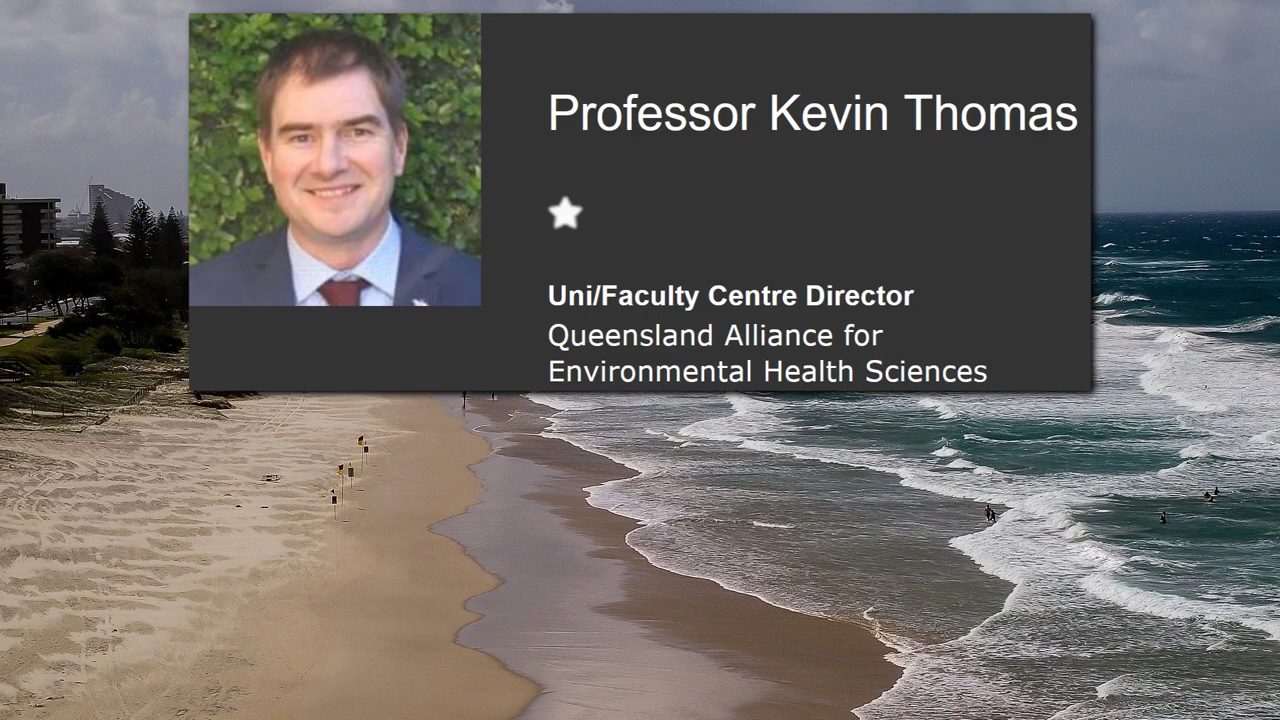 Professor Kevin Thomas
Uni/Faculty Centre Director
Queensland Alliance for
Environmental Health Sciences